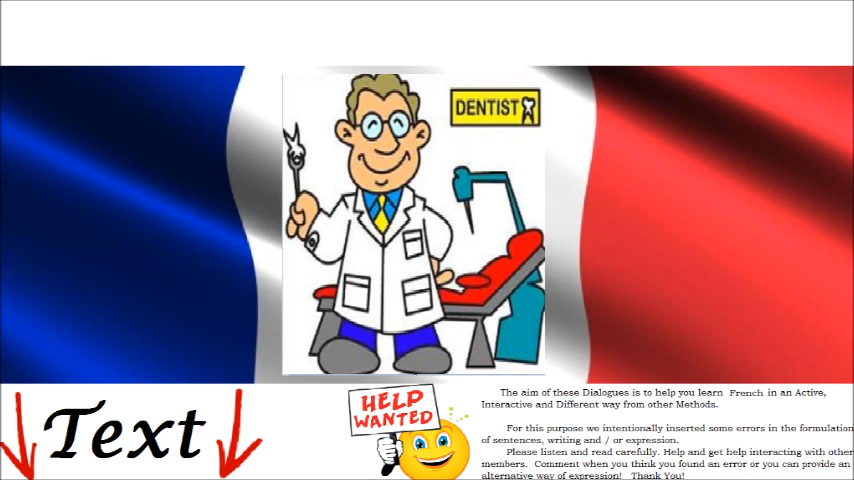 DENTIST
Text
HELP
WANTED
The aim of these Dialogues is to help you learn French in an Active,
Interactive and Different way from other Methods.
For this purpose we intentionally inserted some errors in the formulation
of sentences, writing and / or expression.
Please listen and read carefully. Help and get help interacting with other
members. Comment when you think you found an error or you can provide an
alternative way of expression! Thank You!